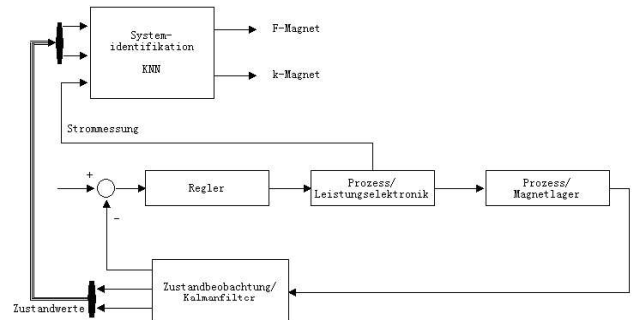 System-
identifikation
KNN
F-Magnet
k-Magnet
Strommessung
+
Regler
Prozess/
Leistungselektronik
Prozess/
Magnetlager
−
Zustandbeobachtung/
Kalmanfilter
Zustandwerte